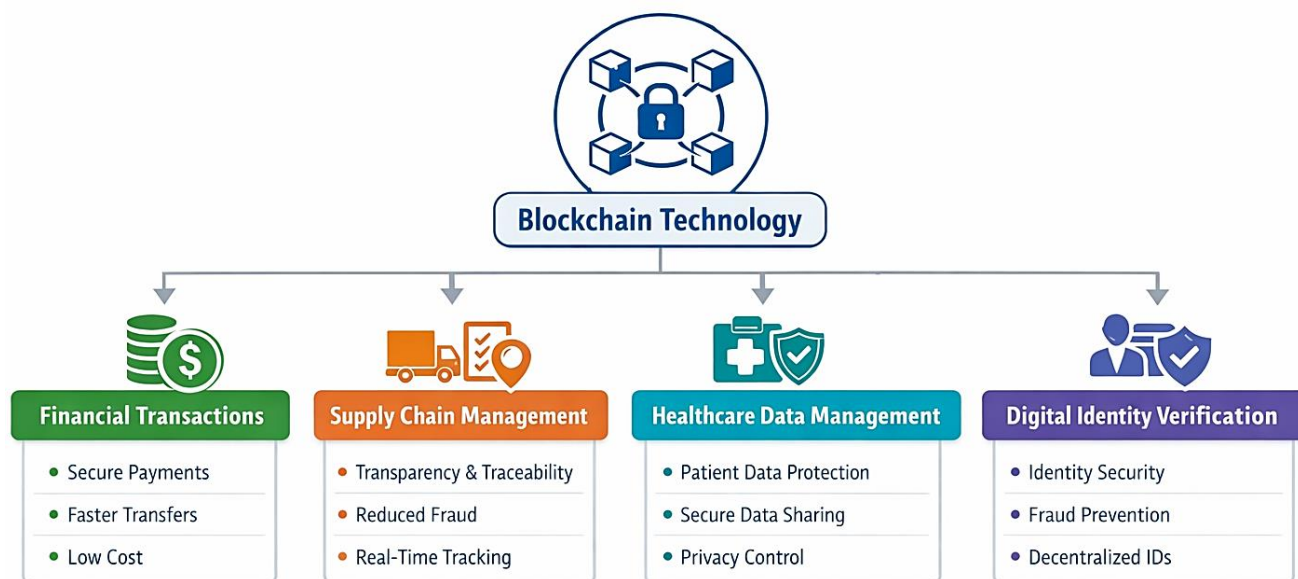 Blockchain Technology
$
Financial Transactions
Secure Payments
Faster Transfers
Low Cost
Supply Chain Management
Transparency & Traceability
Reduced Fraud
Real-Time Tracking
Healthcare Data Management
Patient Data Protection
Secure Data Sharing
Privacy Control
Digital Identity Verification
Identity Security
Fraud Prevention
Decentralized IDs